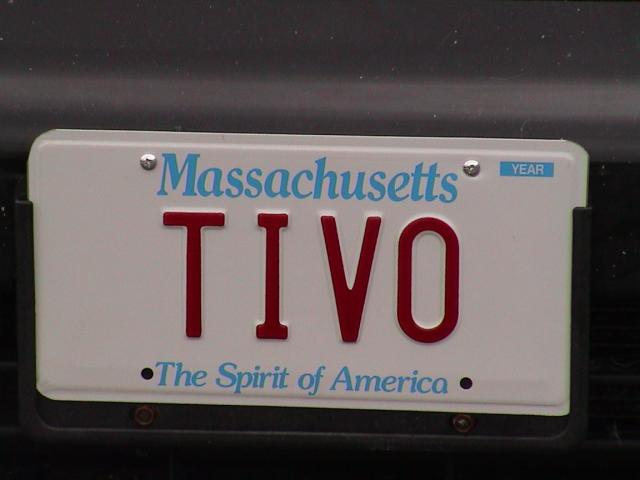 Massachusetts
YEAR
TIVO
The Spirit of America